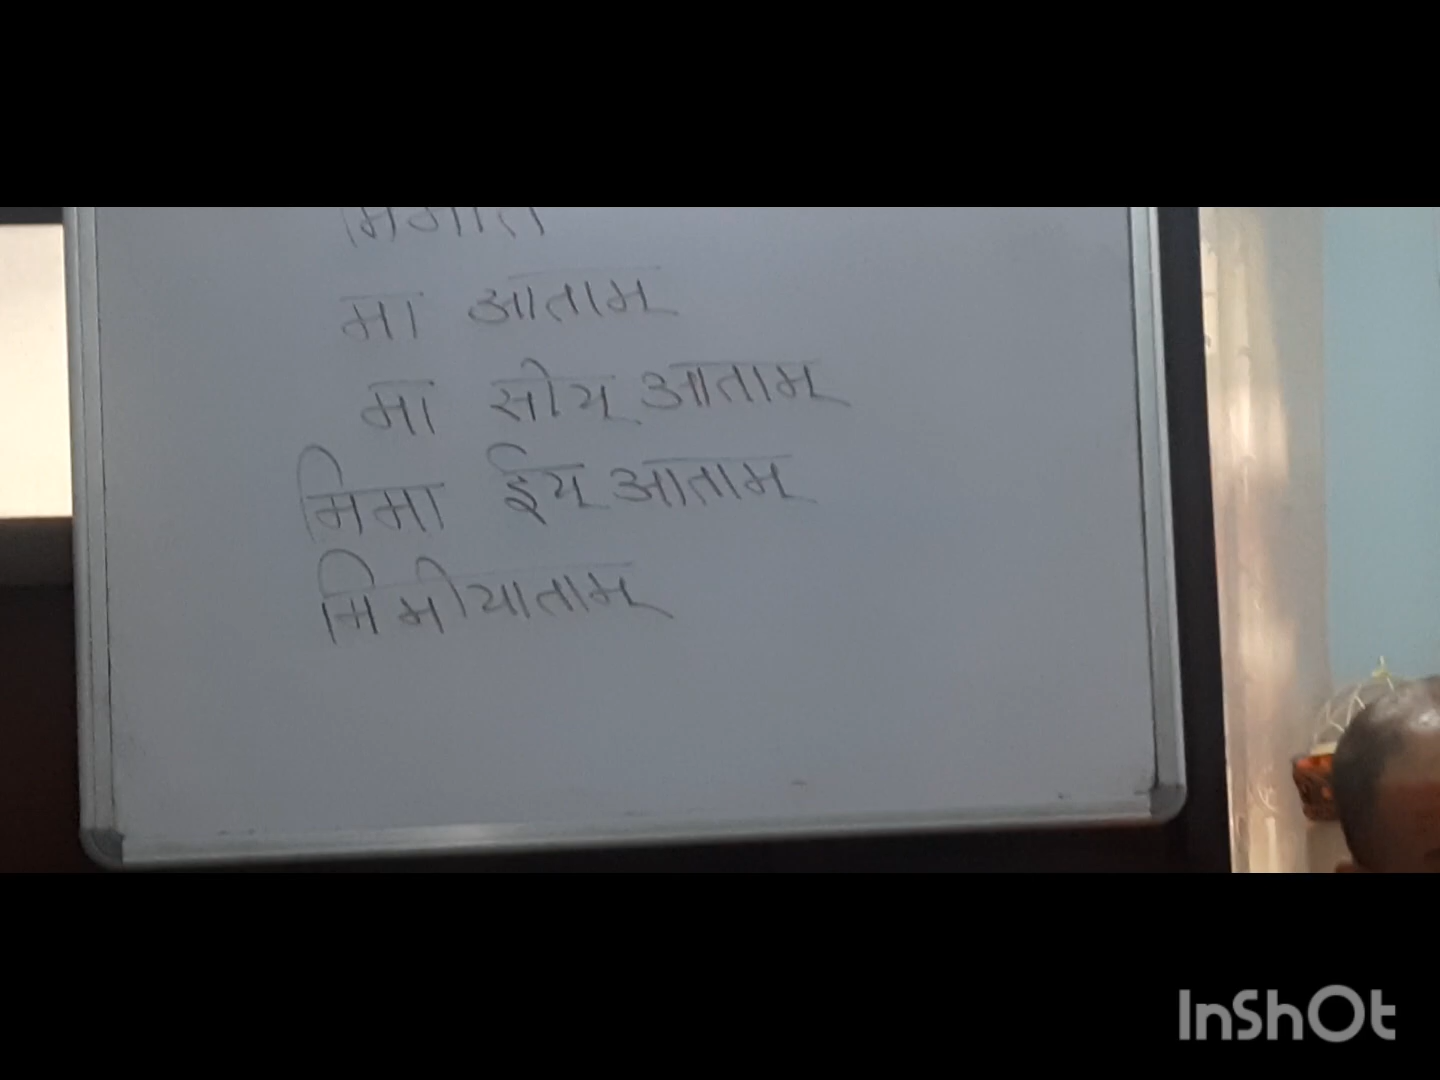 मा आताम्
मा सीय् आताम्
मिमा ईय् आताम्
मिमीयाताम्
InShOt